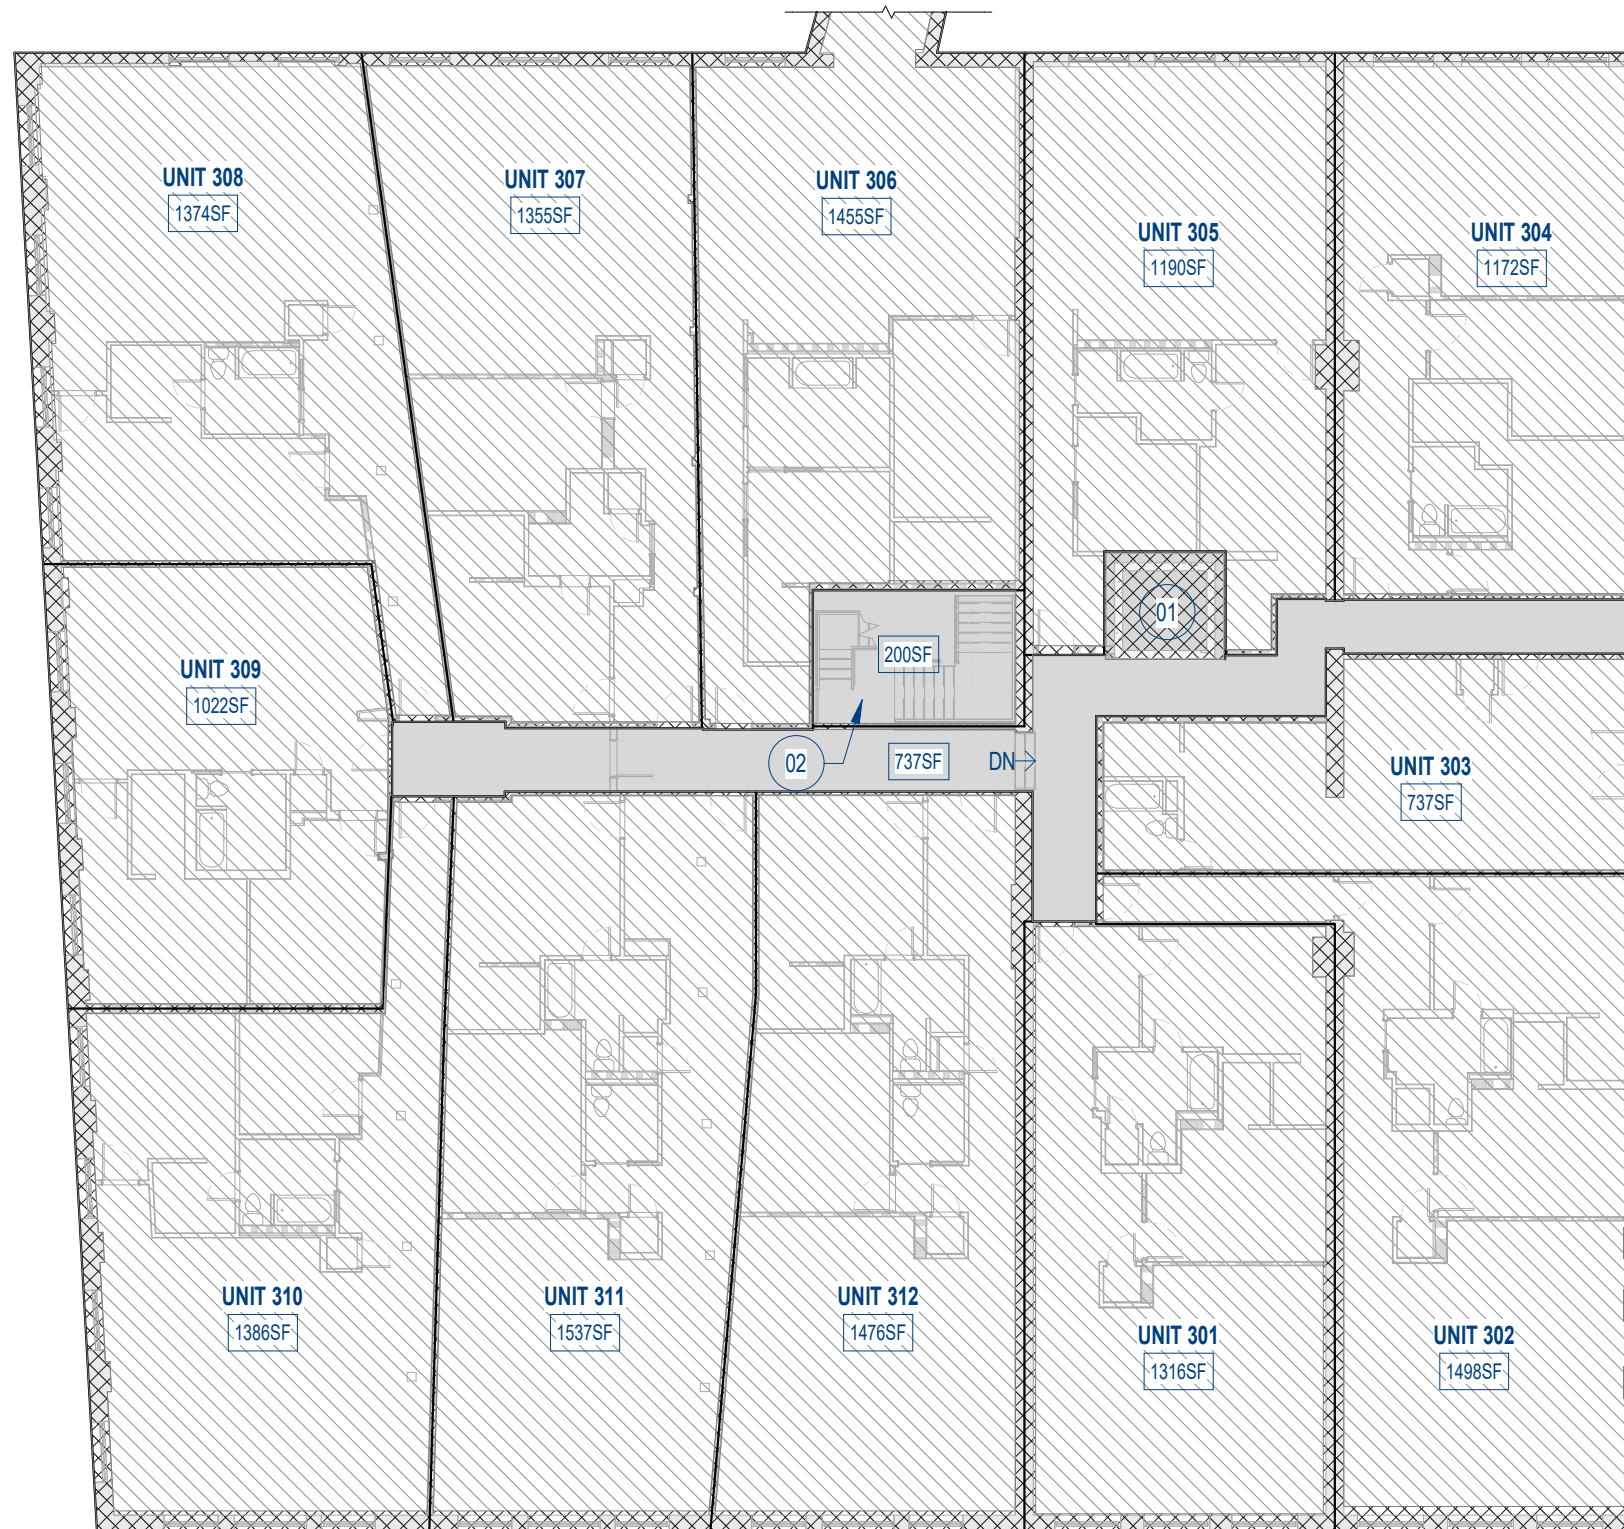 UNIT 308
1374SF
UNIT 307
1355SF
UNIT 306
1455SF
UNIT 305
1190SF
UNIT 304
1172SF
01
200SF
UNIT 309
1022SF
02
737SF
DN
UNIT 303
737SF
UNIT 310
1386SF
UNIT 311
1537SF
UNIT 312
1476SF
UNIT 301
1316SF
UNIT 302
1498SF